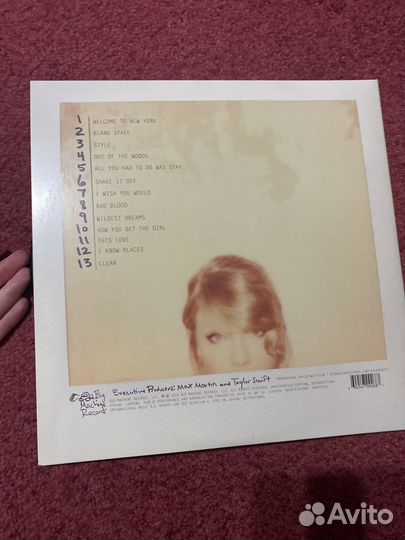 1 WELCOME TO NEW YORK
2 BLANK SPACE
3 STYLE
4 OUT OF THE WOODS
5 ALL YOU HAD TO DO WAS STAY
6 SHAKE IT OFF
7 I WISH YOU WOULD
8 BAD BLOOD
9 WILDEST DREAMS
10 HOW YOU GET THE GIRL
11 THIS LOVE
12 I KNOW PLACES
13 CLEAN
Big Machine Records
Executive Producers: Max Martin and Taylor Swift
Avito